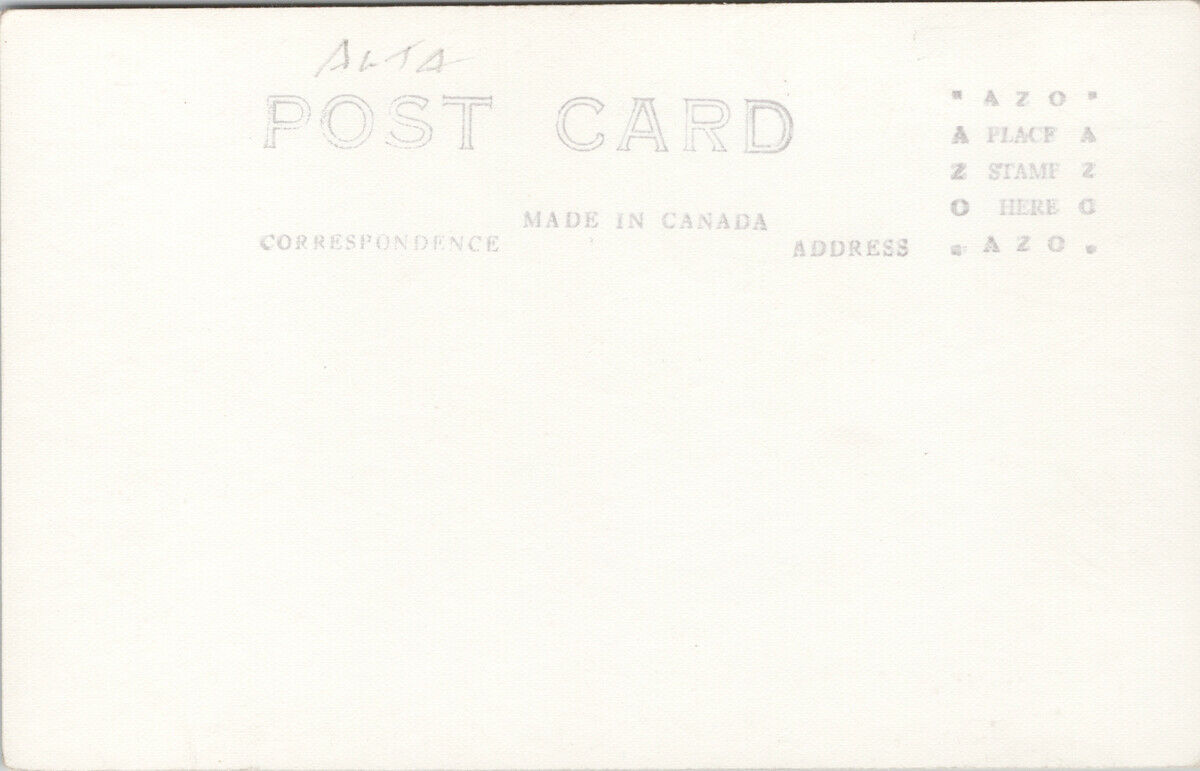 ALTA
POST CARD
"AZO"
A PLACE A
Z STAMP Z
O HERE O
. AZO .
MADE IN CANADA
CORRESPONDENCE
ADDRESS